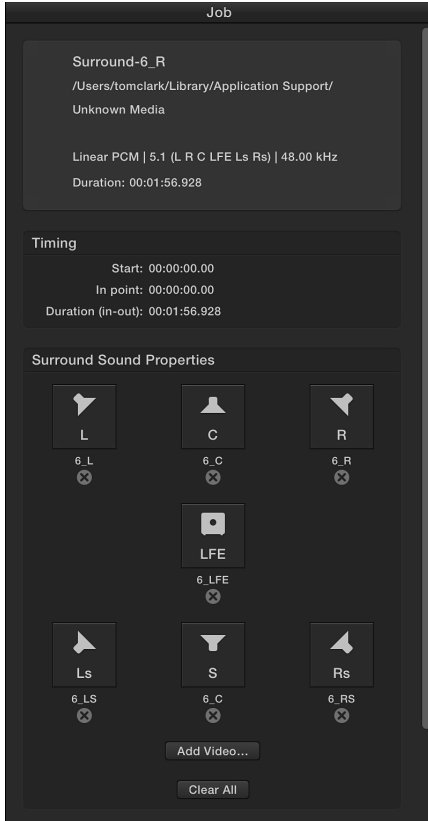 Job
Surround-6_R
/Users/tomclark/Library/Application Support/
Unknown Media
Linear PCM | 5.1 (L R C LFE Ls Rs) | 48.00 kHz
Duration: 00:01:56.928
Timing
Start: 00:00:00.00
In point: 00:00:00.00
Duration (in-out): 00:01:56.928
Surround Sound Properties
L C R
6_L 6_C 6_R
LFE
6_LFE
Ls S Rs
6_LS 6_C 6_RS
Add Video...
Clear All